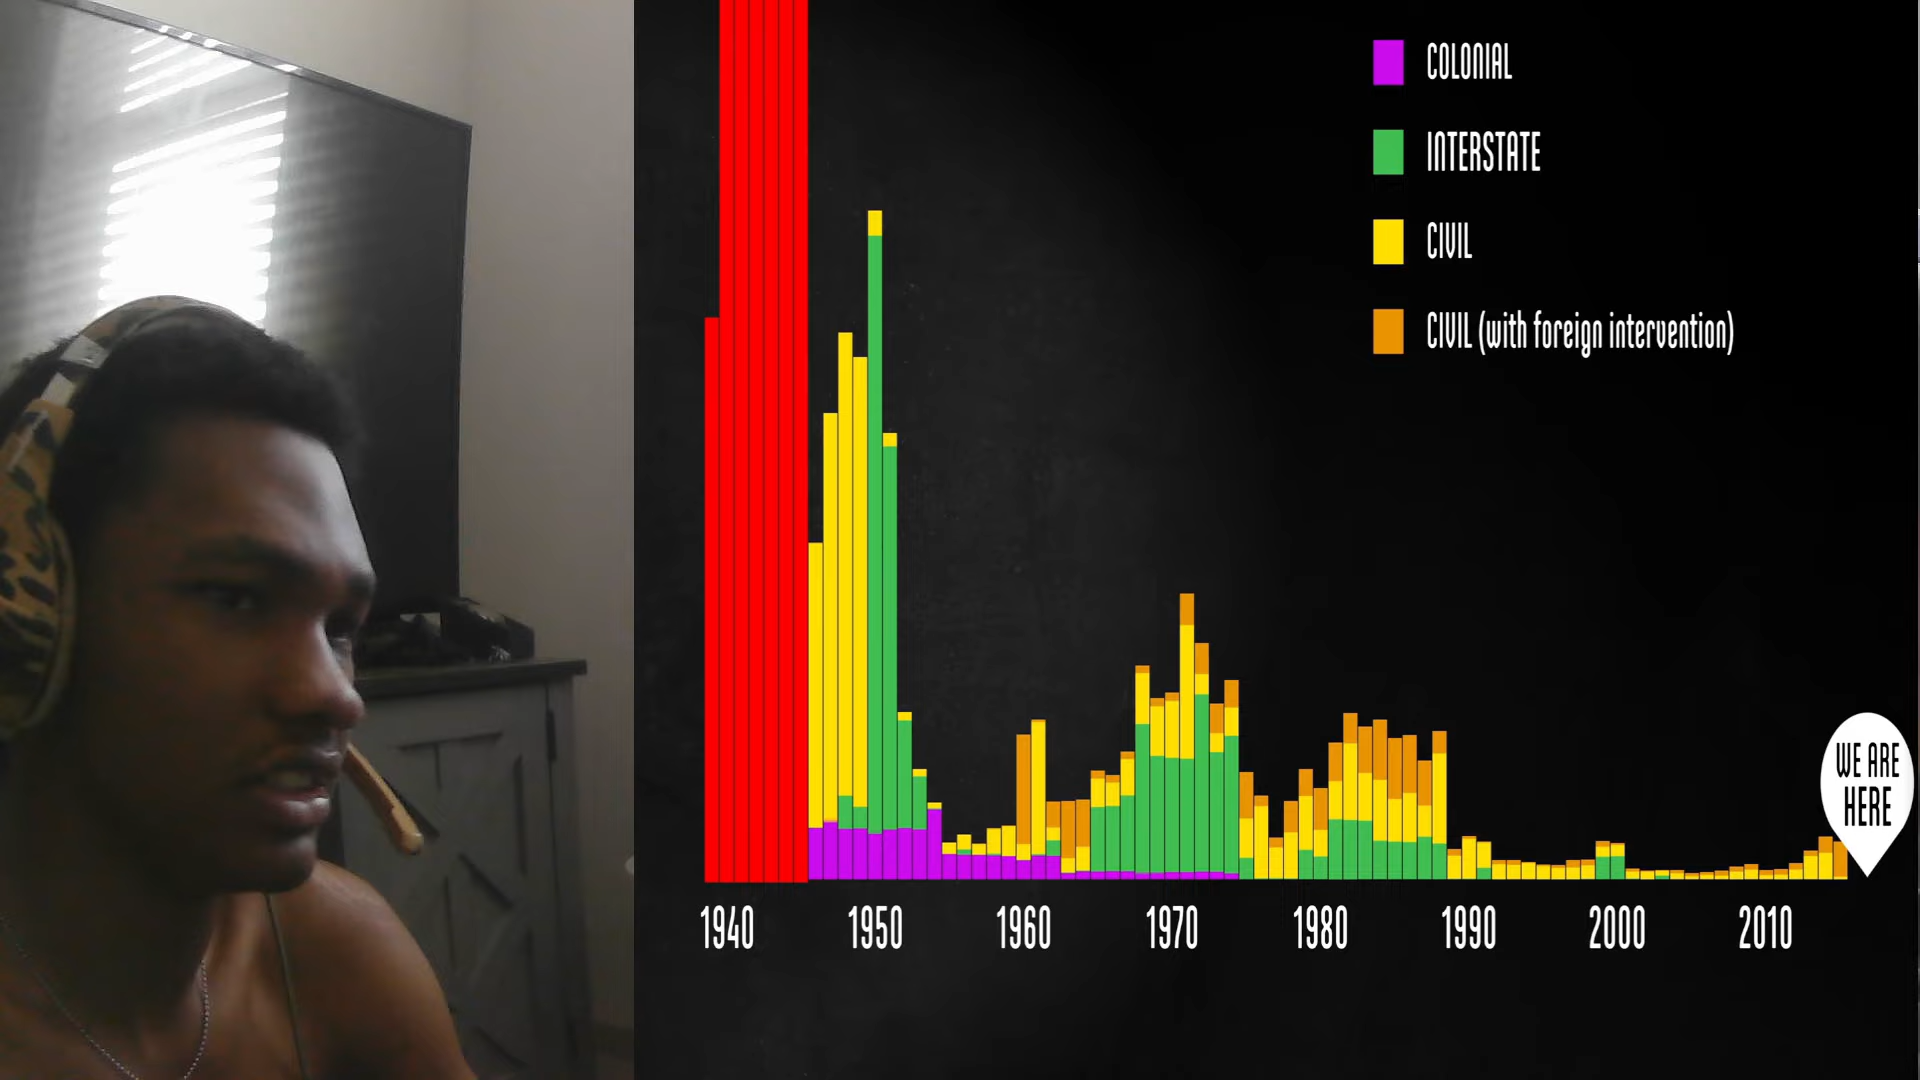 COLONIAL
INTERSTATE
CIVIL
CIVIL (with foreign intervention)
WE ARE
HERE
1940 1950 1960 1970 1980 1990 2000 2010